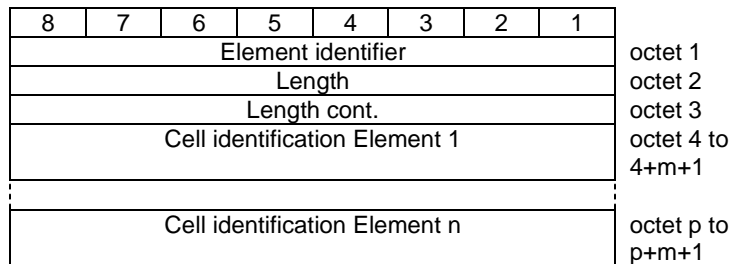 8 7 6 5 4 3 2 1
Element identifier octet 1
Length octet 2
Length cont. octet 3
Cell identification Element 1 octet 4 to
4+m+1
Cell identification Element n octet p to
p+m+1